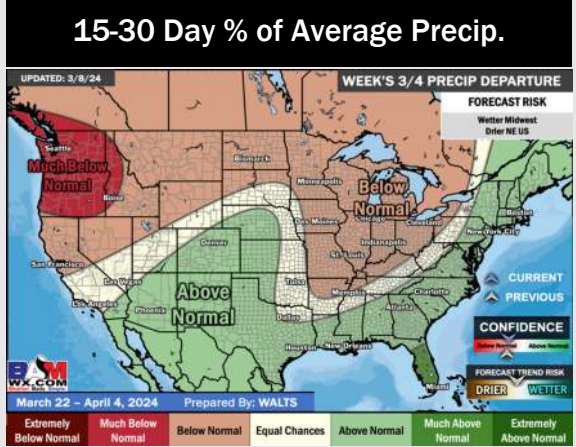 15-30 Day % of Average Precip.
UPDATED: 3/8/24
WEEK'S 3/4 PRECIP DEPARTURE
FORECAST RISK
Wetter Midwest
Drier NE US
Seattle
Much Below
Normal
Boise
Bismarck
Minneapolis
Below
Normal
Chicago
Cleveland
Boston
New York City
Des Moines
Indianapolis
Denver
St. Louis
San Francisco
Las Vegas
Los Angeles
Phoenix
Above
Normal
Tulsa
Memphis
Charlotte
Atlanta
Dallas
Houston
New Orleans
Miami
CURRENT
PREVIOUS
CONFIDENCE
Below Normal
Above Normal
FORECAST TREND RISK
DRIER
WETTER
BAM
WX.COM
March 22 – April 4, 2024
Prepared By: WALTS
Extremely
Below Normal
Much Below
Normal
Below Normal
Equal Chances
Above Normal
Much Above
Normal
Extremely
Above Normal